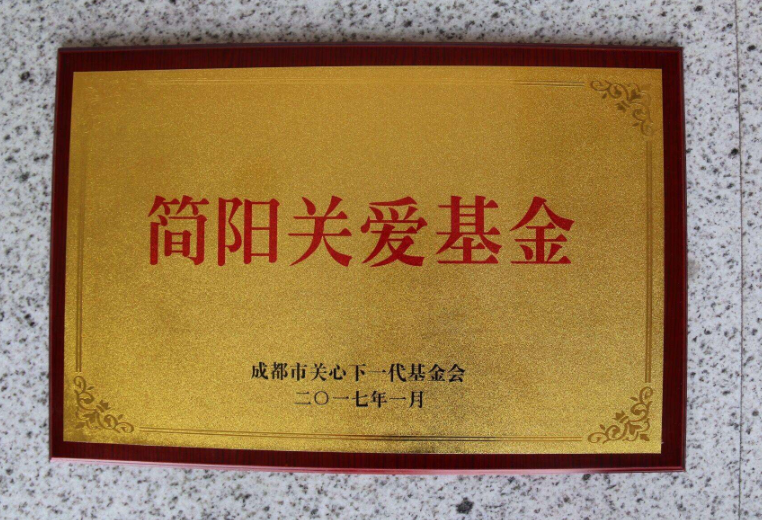 简阳关爱基金
成都市关心下一代基金会
二〇一七年一月